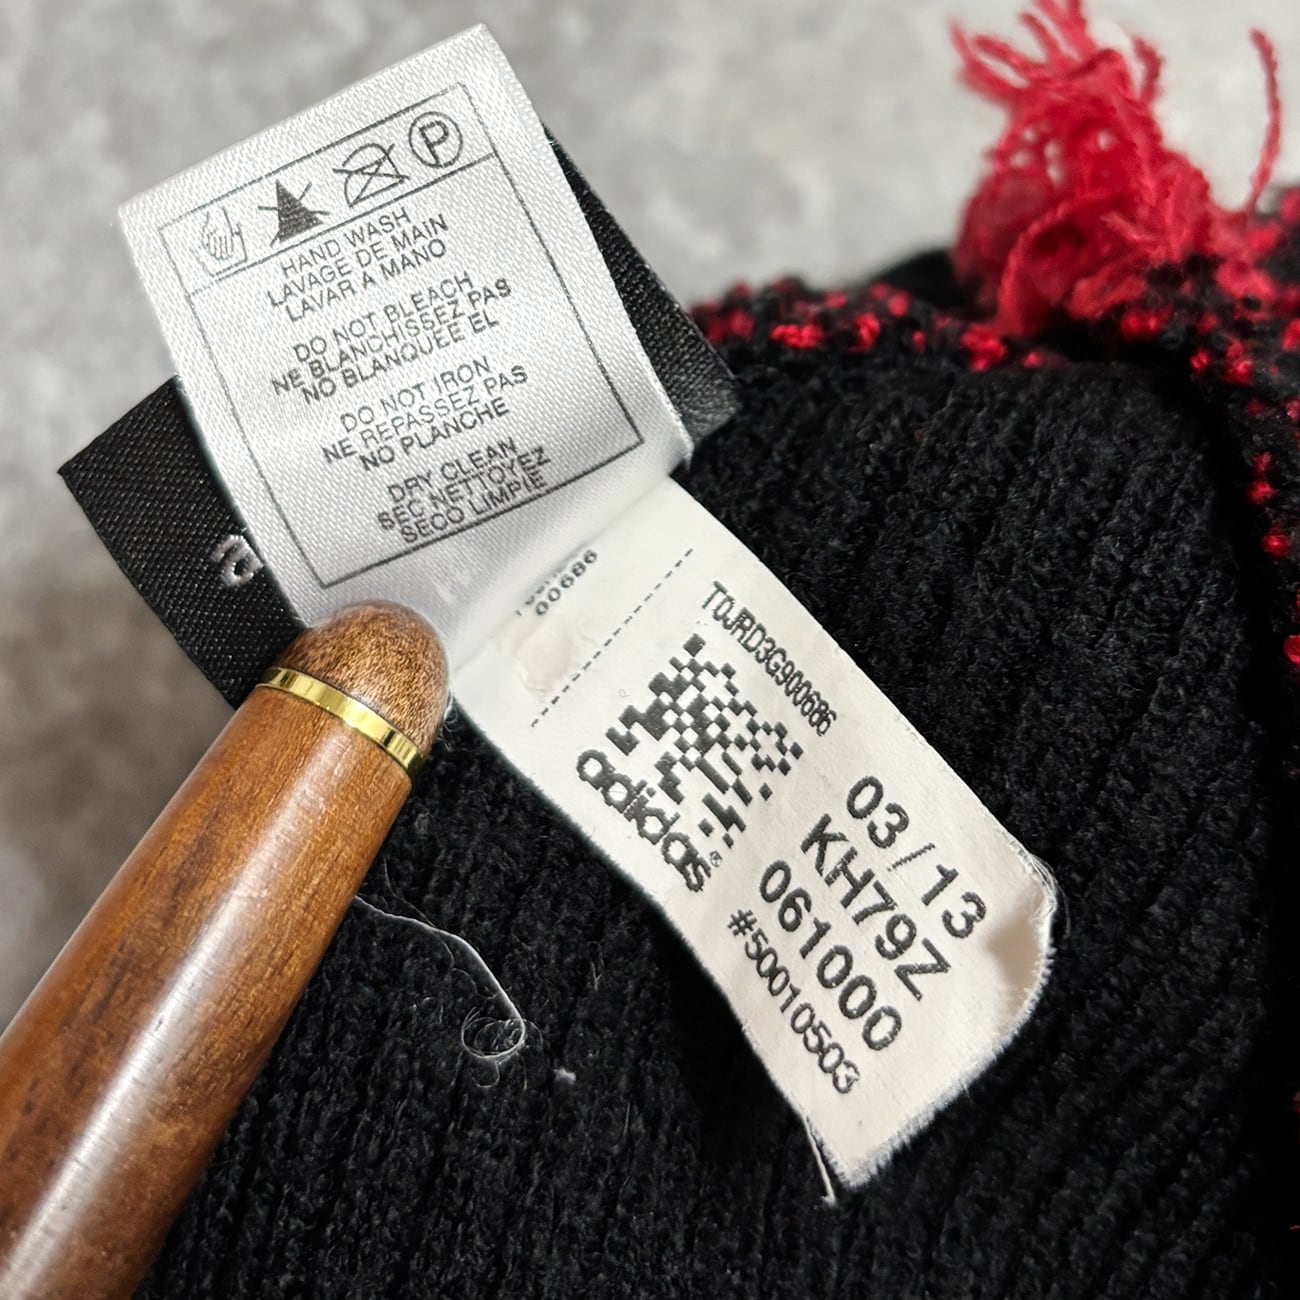 P
HAND WASH
LAVAGE DE MAIN
LAVAR A MANO
DO NOT BLEACH
NE BLANCHISSEZ PAS
NO BLANQUEE EL
DO NOT IRON
NE REPASSEZ PAS
NO PLANCHE
DRY CLEAN
SEC NETTOYEZ
SECO LIMPIE
a
00686
T0JRD3G900686
adidas®
03/13
KH79Z
061000
#50010503